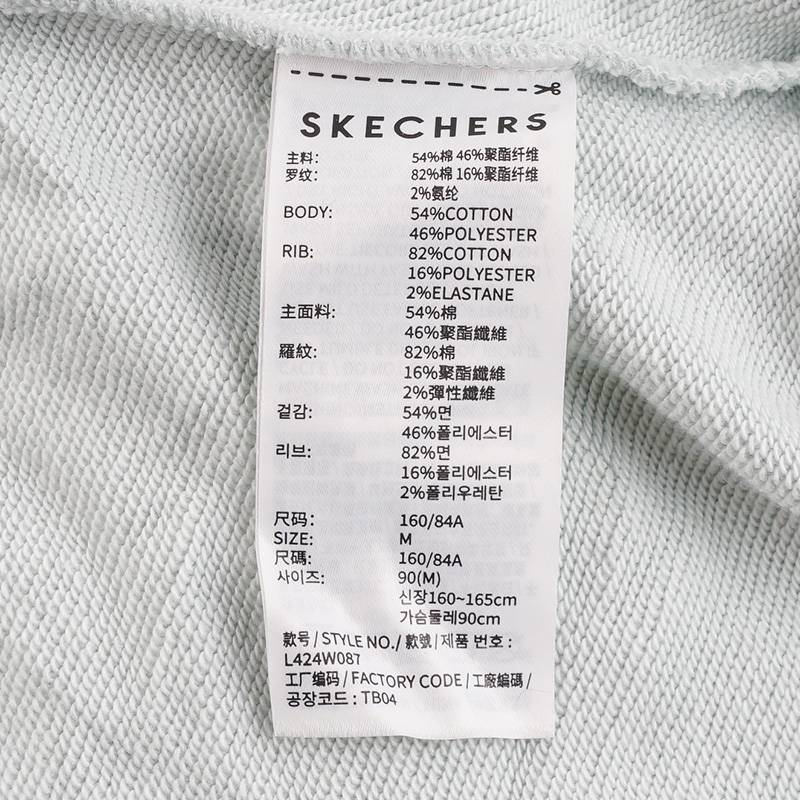 SKECHERS
主料: 54%棉 46%聚酯纤维
罗纹: 82%棉 16%聚酯纤维
2%氨纶
BODY: 54%COTTON
46%POLYESTER
RIB: 82%COTTON
16%POLYESTER
2%ELASTANE
主面料: 54%棉
46%聚酯纖維
羅紋: 82%棉
16%聚酯纖維
2%彈性纖維
겉감: 54%면
46%폴리에스터
리브: 82%면
16%폴리에스터
2%폴리우레탄
尺码: 160/84A
SIZE: M
尺碼: 160/84A
사이즈: 90(M)
신장160~165cm
가슴둘레90cm
款号/STYLE NO./款號/제품 번호:
L424W087
工厂编码/FACTORY CODE/工廠編碼/
공장코드: TB04